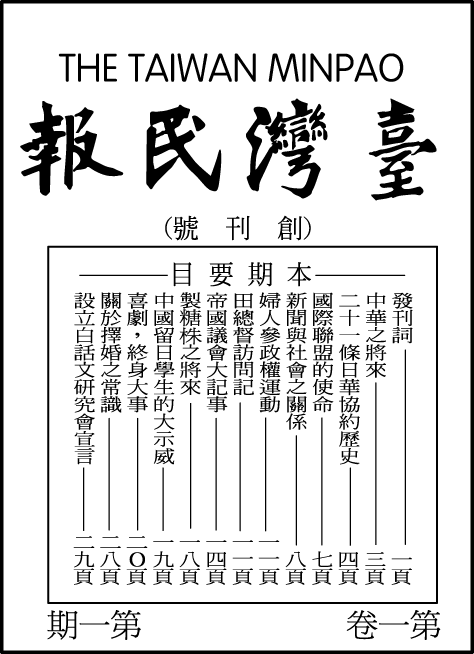 THE TAIWAN MINPAO
臺灣民報
(創刊號)
本期要目
發刊詞——一頁
中華之將來——三頁
二十一條日華協約歷史——四頁
國際聯盟的使命——七頁
新聞與社會之關係——八頁
婦人參政權運動——一一頁
田總督訪問記——一一頁
帝國議會大記事——一四頁
製糖株之將來——一八頁
中國留日學生的大示威——一九頁
喜劇，終身大事——二〇頁
關於擇婚之常識——二八頁
設立白話文研究會宣言——二九頁
第一卷 第一期